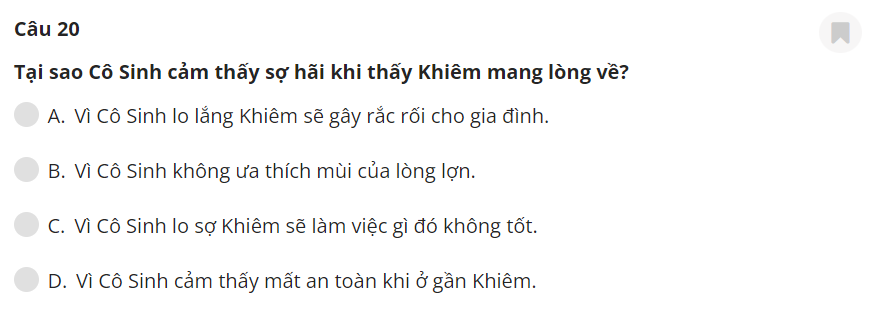 Câu 20
Tại sao Cô Sinh cảm thấy sợ hãi khi thấy Khiêm mang lòng về?
A. Vì Cô Sinh lo lắng Khiêm sẽ gây rắc rối cho gia đình.
B. Vì Cô Sinh không ưa thích mùi của lòng lợn.
C. Vì Cô Sinh lo sợ Khiêm sẽ làm việc gì đó không tốt.
D. Vì Cô Sinh cảm thấy mất an toàn khi ở gần Khiêm.